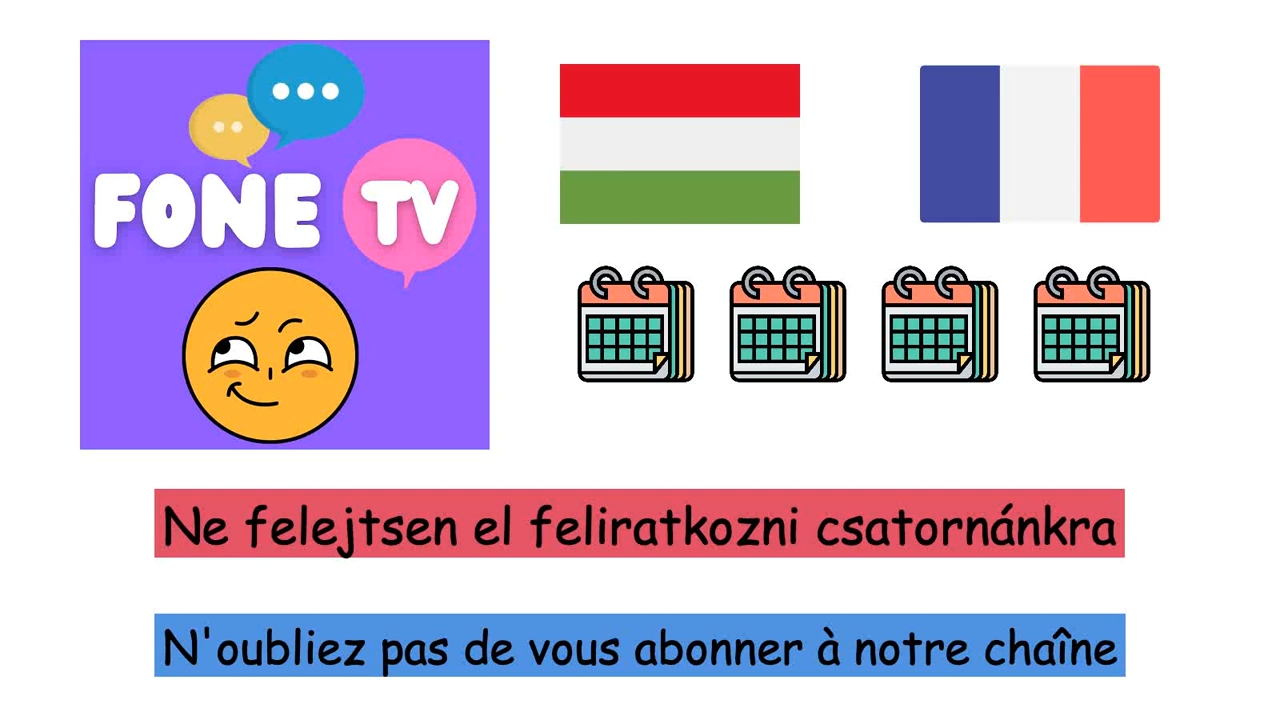 FONE TV
Ne felejtsen el feliratkozni csatornánkra
N'oubliez pas de vous abonner à notre chaîne